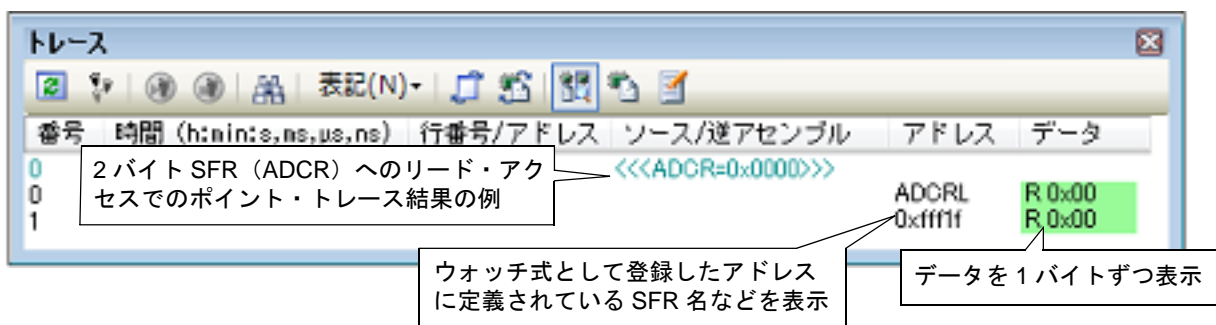 トレース
表記(N)
番号 時間 (h:min:s,ms,μs,ns) 行番号/アドレス ソース/逆アセンブル アドレス データ
0 <<<ADCR=0x0000>>>
0 ADCRL R 0x00
1 0xfff1f R 0x00
2 バイト SFR（ADCR）へのリード・アク
セスでのポイント・トレース結果の例
ウォッチ式として登録したアドレス
に定義されている SFR 名などを表示
データを 1 バイトずつ表示